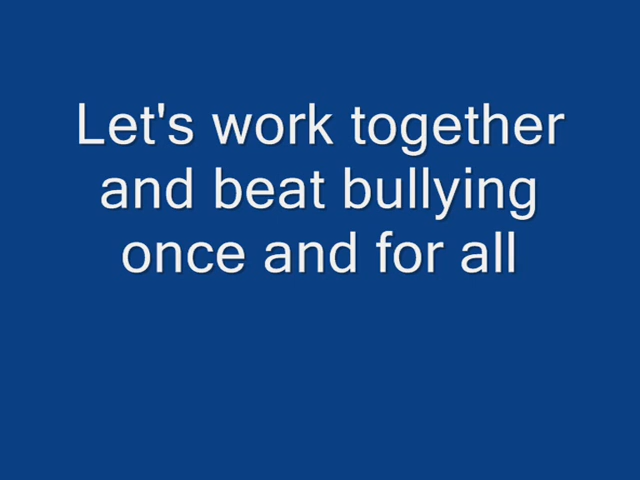 Let's work together
and beat bullying
once and for all